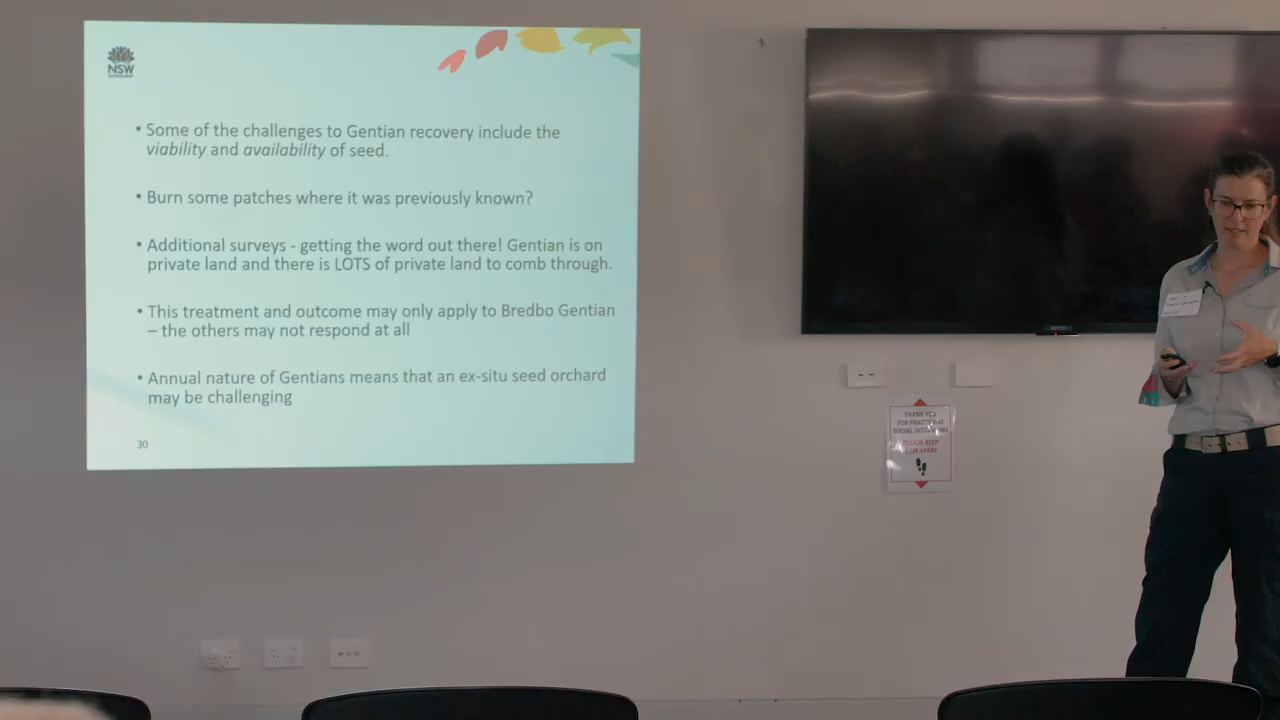 NSW
• Some of the challenges to Gentian recovery include the
viability and availability of seed.
• Burn some patches where it was previously known?
• Additional surveys - getting the word out there! Gentian is on
private land and there is LOTS of private land to comb through.
• This treatment and outcome may only apply to Bredbo Gentian
– the others may not respond at all
• Annual nature of Gentians means that an ex-situ seed orchard
may be challenging
30
THANK YOU
FOR PRACTICING
SOCIAL DISTANCING
PLEASE KEEP
APART